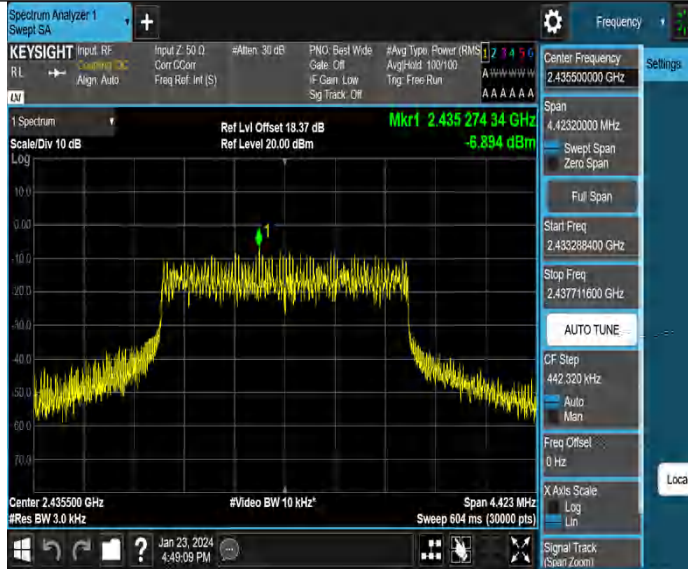 Spectrum Analyzer 1
Swept SA
+
Frequency
KEYSIGHT
RL
Input: RF
Align: Auto
Input Z: 50 Ω
Corr CCorr
Freq Ref: Int (S)
#Atten: 30 dB
PNO: Best Wide
Gate: Off
IF Gain: Low
Sig Track: Off
#Avg Type: Power (RMS
Avg|Hold: 100/100
Trig: Free Run
1 2 3 4 5 6
A W W W W W
A A A A A A
Center Frequency
2.435500000 GHz
Settings
Span
4.42320000 MHz
Swept Span
Zero Span
Full Span
Start Freq
2.433288400 GHz
Stop Freq
2.437711600 GHz
AUTO TUNE
CF Step
442.320 kHz
Auto
Man
Freq Offset
0 Hz
X Axis Scale
Log
Lin
Local
Signal Track
(Span Zoom)
1 Spectrum
Scale/Div 10 dB
Ref Lvl Offset 18.37 dB
Ref Level 20.00 dBm
Mkr1 2.435 274 34 GHz
-6.894 dBm
Log
10.0
0.00
-10.0
-20.0
-30.0
-40.0
-50.0
-60.0
-70.0
1
Center 2.435500 GHz
#Res BW 3.0 kHz
#Video BW 10 kHz*
Span 4.423 MHz
Sweep 604 ms (30000 pts)
?
Jan 23, 2024
4:49:09 PM